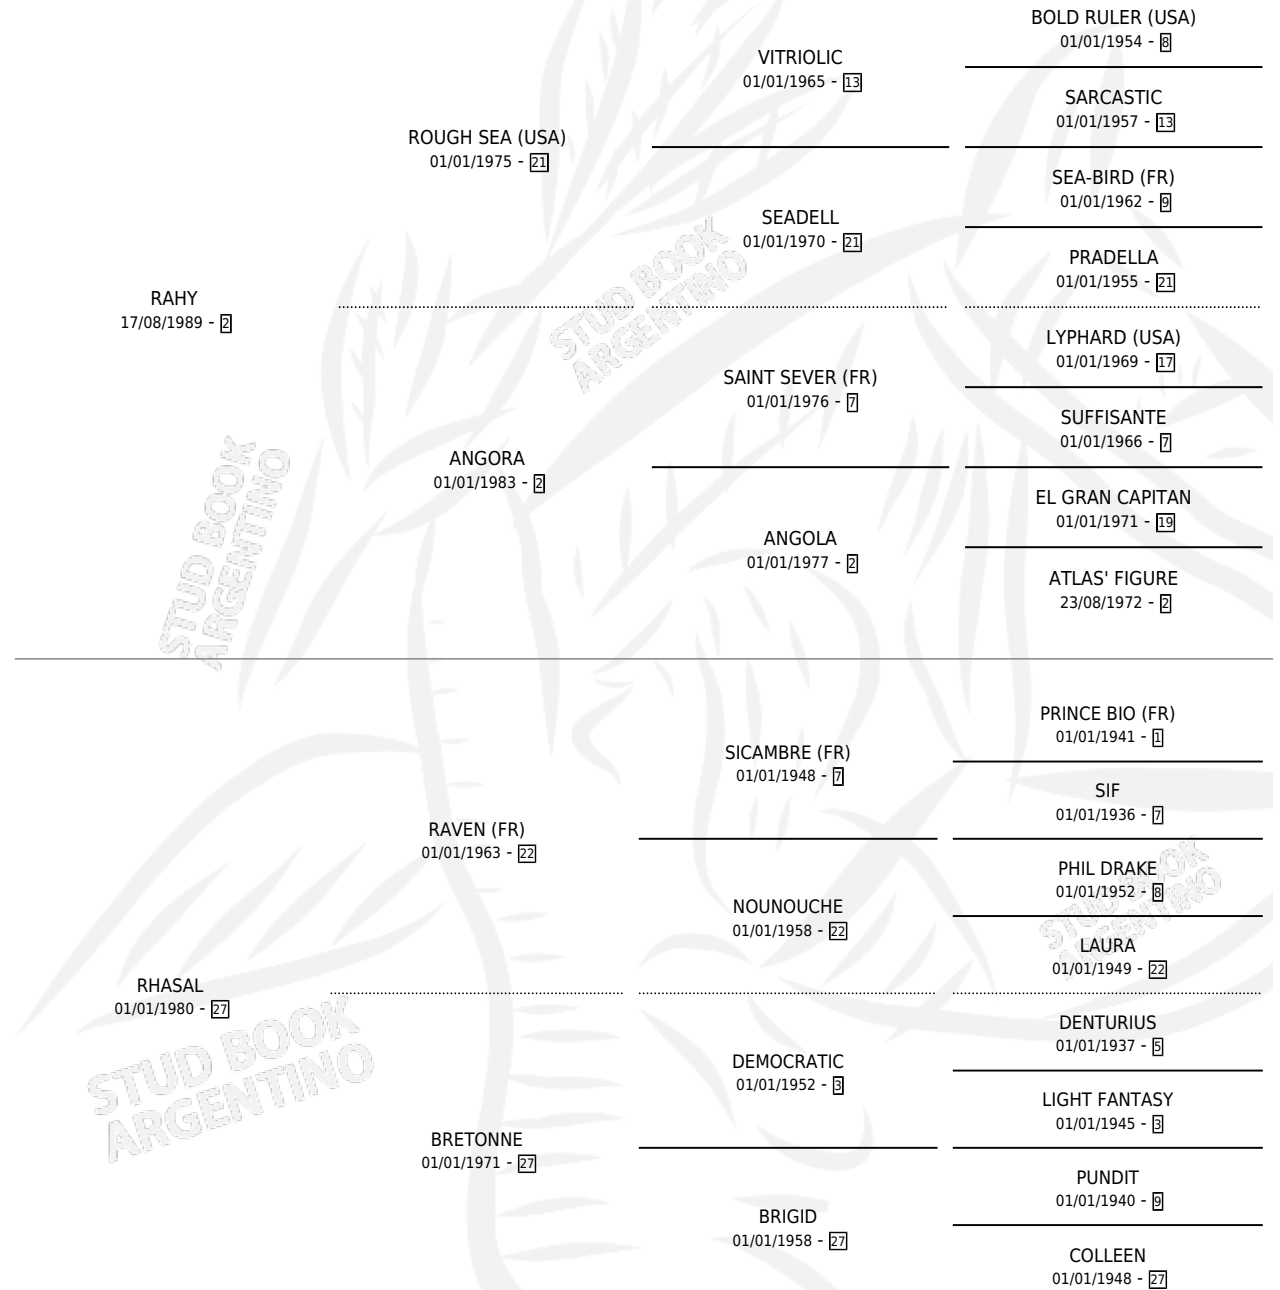 BOLD RULER (USA)
01/01/1954 - 8
VITRIOLIC
01/01/1965 - 13
SARCASTIC
01/01/1957 - 13
ROUGH SEA (USA)
01/01/1975 - 21
SEA-BIRD (FR)
01/01/1962 - 9
SEADELL
01/01/1970 - 21
PRADELLA
01/01/1955 - 21
RAHY
17/08/1989 - 2
LYPHARD (USA)
01/01/1969 - 17
SAINT SEVER (FR)
01/01/1976 - 7
SUFFISANTE
01/01/1966 - 7
ANGORA
01/01/1983 - 2
EL GRAN CAPITAN
01/01/1971 - 19
ANGOLA
01/01/1977 - 2
ATLAS' FIGURE
23/08/1972 - 2
PRINCE BIO (FR)
01/01/1941 - 1
SICAMBRE (FR)
01/01/1948 - 7
SIF
01/01/1936 - 7
RAVEN (FR)
01/01/1963 - 22
PHIL DRAKE
01/01/1952 - 8
NOUNOUCHE
01/01/1958 - 22
LAURA
01/01/1949 - 22
RHASAL
01/01/1980 - 27
DENTURIUS
01/01/1937 - 5
DEMOCRATIC
01/01/1952 - 3
LIGHT FANTASY
01/01/1945 - 3
BRETONNE
01/01/1971 - 27
PUNDIT
01/01/1940 - 9
BRIGID
01/01/1958 - 27
COLLEEN
01/01/1948 - 27
STUD BOOK
ARGENTINO
STUD BOOK
ARGENTINO
STUD BOOK
ARGENTINO
STUD BOOK
ARGENTINO